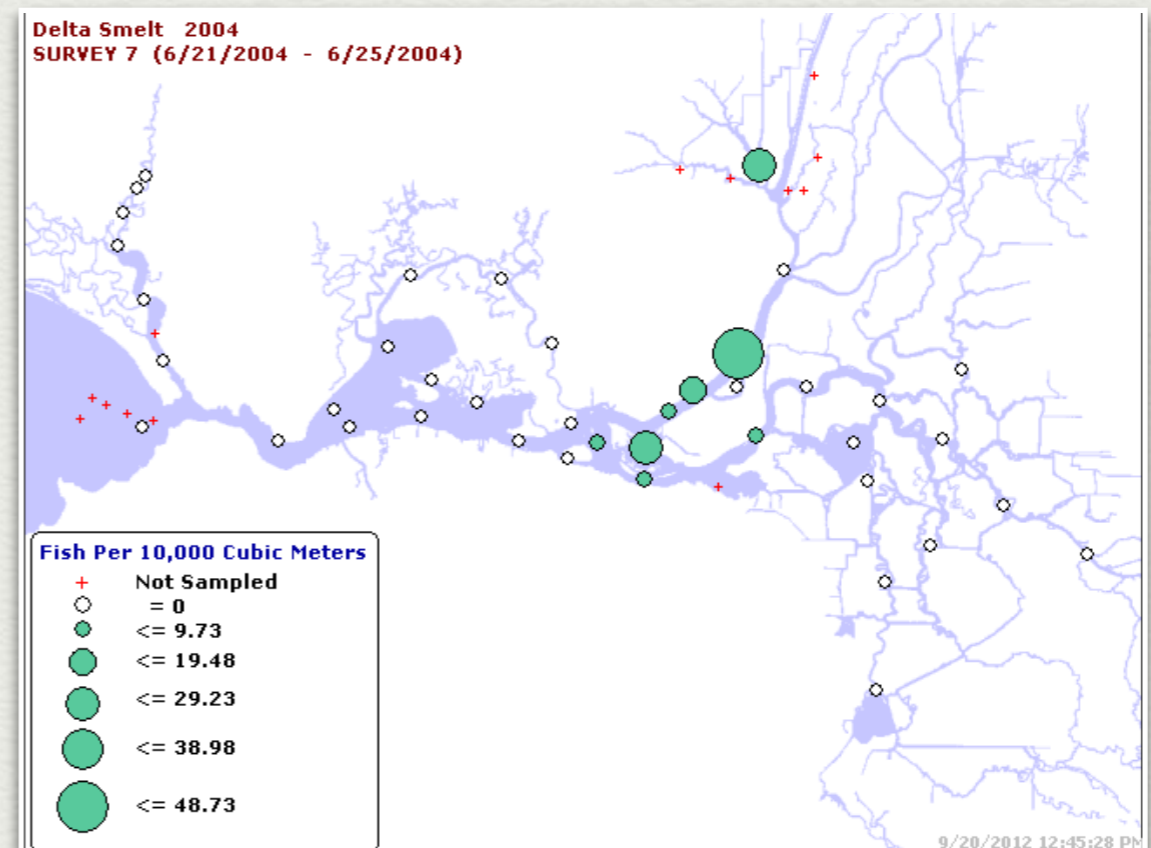 Delta Smelt 2004
SURVEY 7 (6/21/2004 - 6/25/2004)
Fish Per 10,000 Cubic Meters
+ Not Sampled
= 0
<= 9.73
<= 19.48
<= 29.23
<= 38.98
<= 48.73
9/20/2012 12:45:28 PM